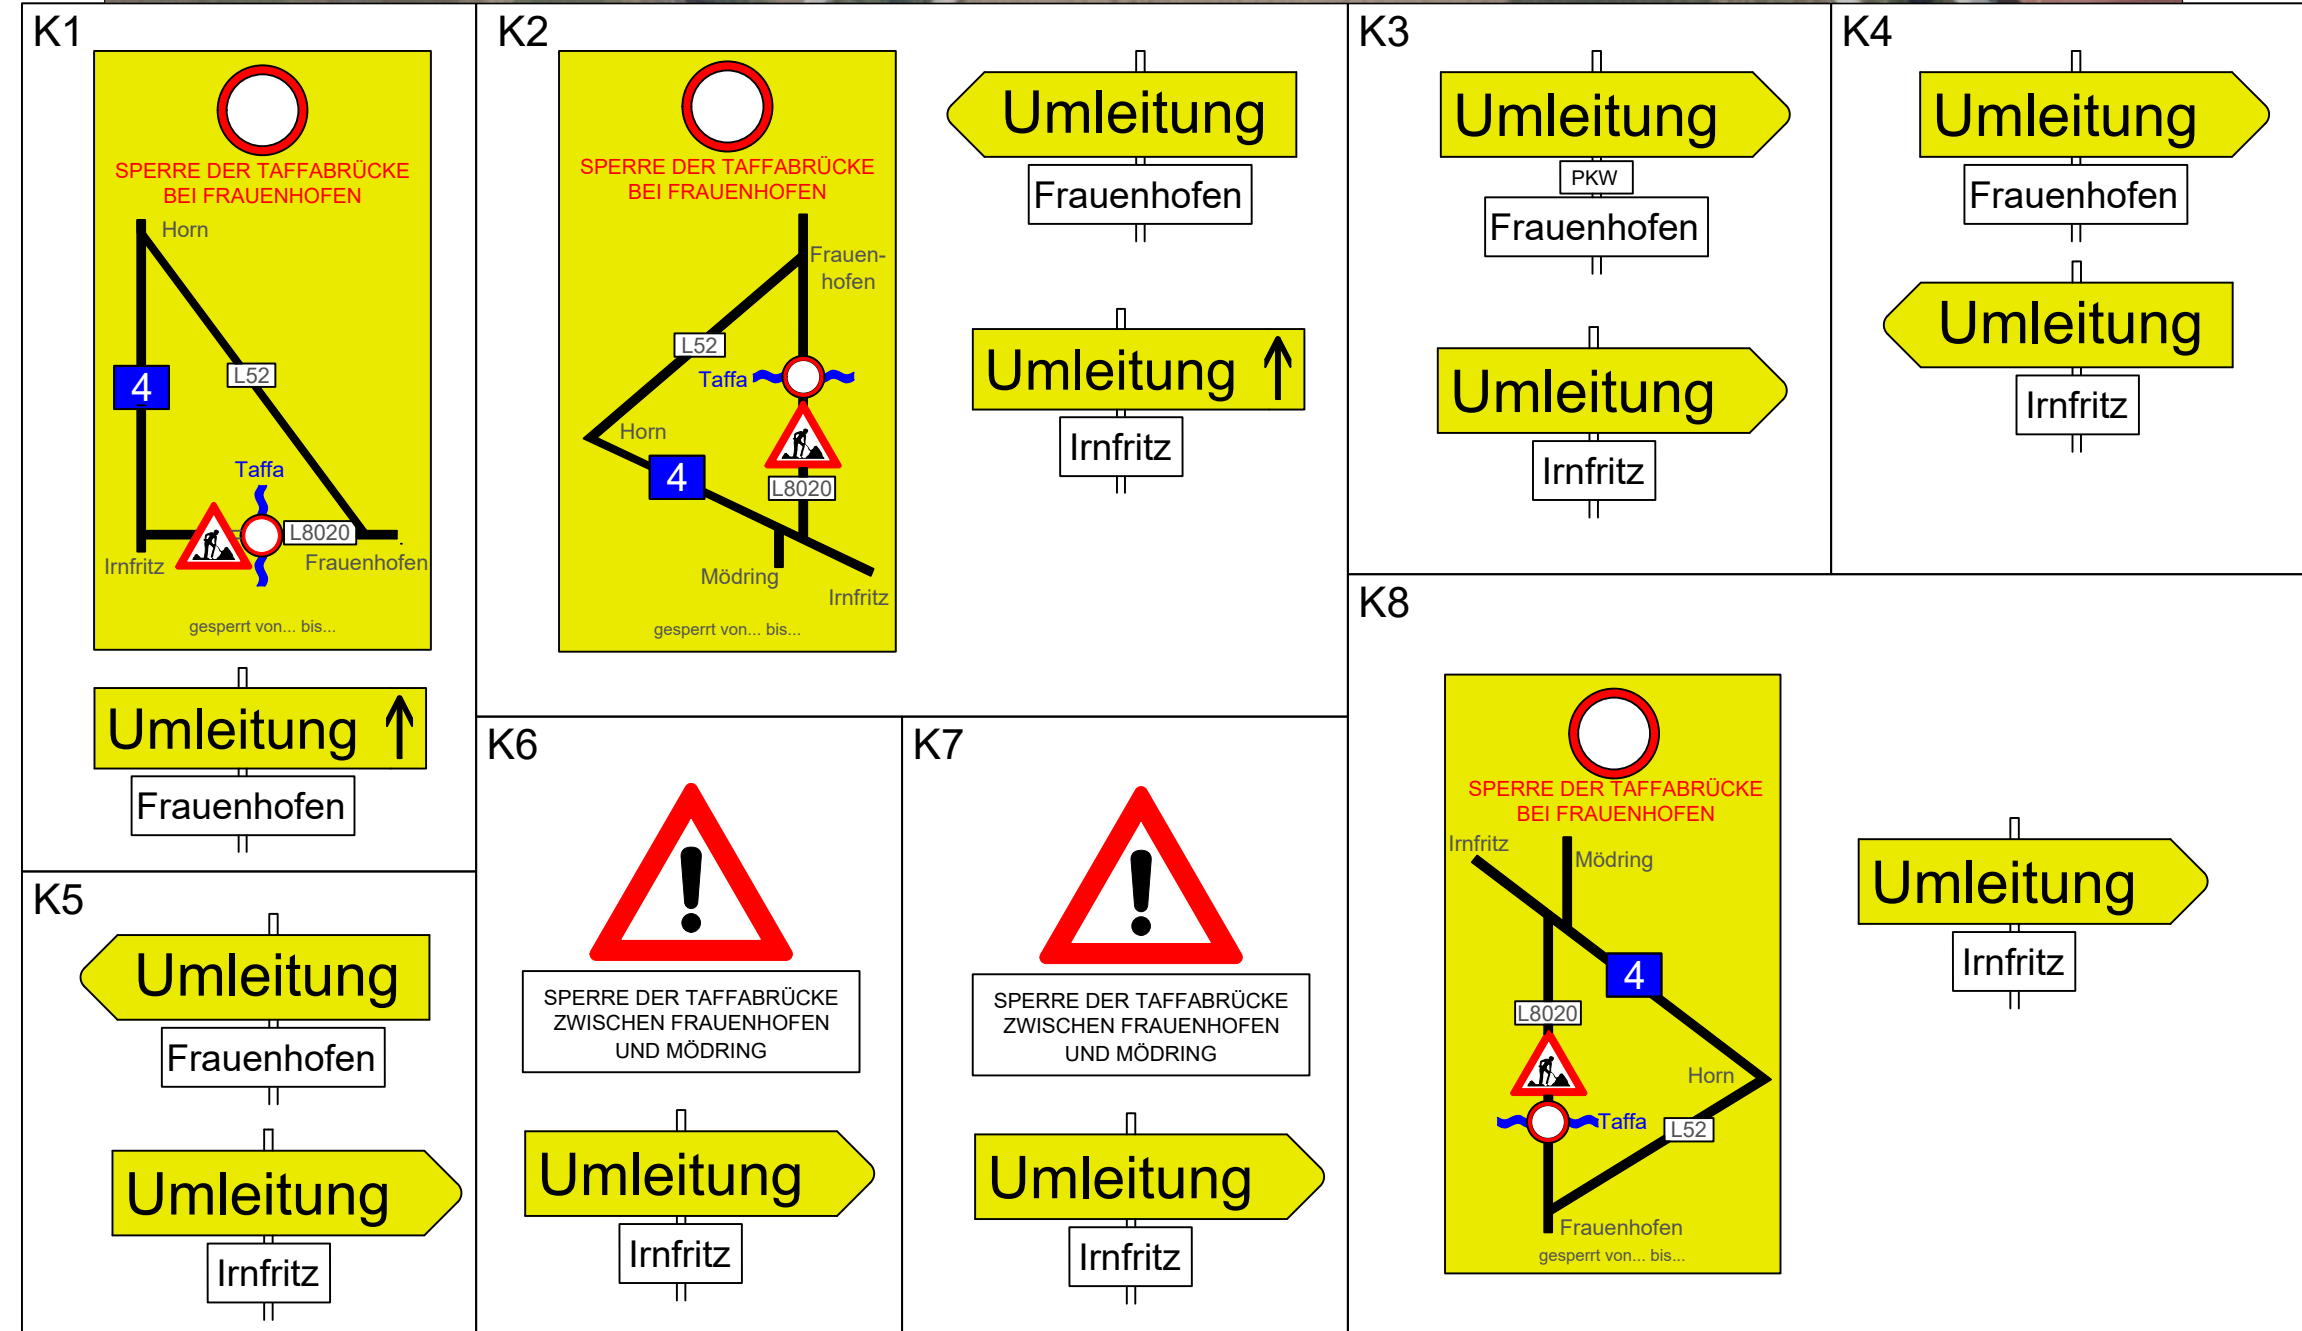 K1
SPERRE DER TAFFABRÜCKE
BEI FRAUENHOFEN
Horn
4
L52
Taffa
L8020
Irnfritz
Frauenhofen
gesperrt von... bis...
Umleitung ↑
Frauenhofen
K2
SPERRE DER TAFFABRÜCKE
BEI FRAUENHOFEN
Frauen-
hofen
L52
Taffa
Horn
4
L8020
Mödring
Irnfritz
gesperrt von... bis...
Umleitung
Frauenhofen
Umleitung ↑
Irnfritz
K3
Umleitung
PKW
Frauenhofen
Umleitung
Irnfritz
K4
Umleitung
Frauenhofen
Umleitung
Irnfritz
K5
Umleitung
Frauenhofen
Umleitung
Irnfritz
K6
!
SPERRE DER TAFFABRÜCKE
ZWISCHEN FRAUENHOFEN
UND MÖDRING
Umleitung
Irnfritz
K7
!
SPERRE DER TAFFABRÜCKE
ZWISCHEN FRAUENHOFEN
UND MÖDRING
Umleitung
Irnfritz
K8
SPERRE DER TAFFABRÜCKE
BEI FRAUENHOFEN
Irnfritz
Mödring
4
L8020
Horn
Taffa
L52
Frauenhofen
gesperrt von... bis...
Umleitung
Irnfritz